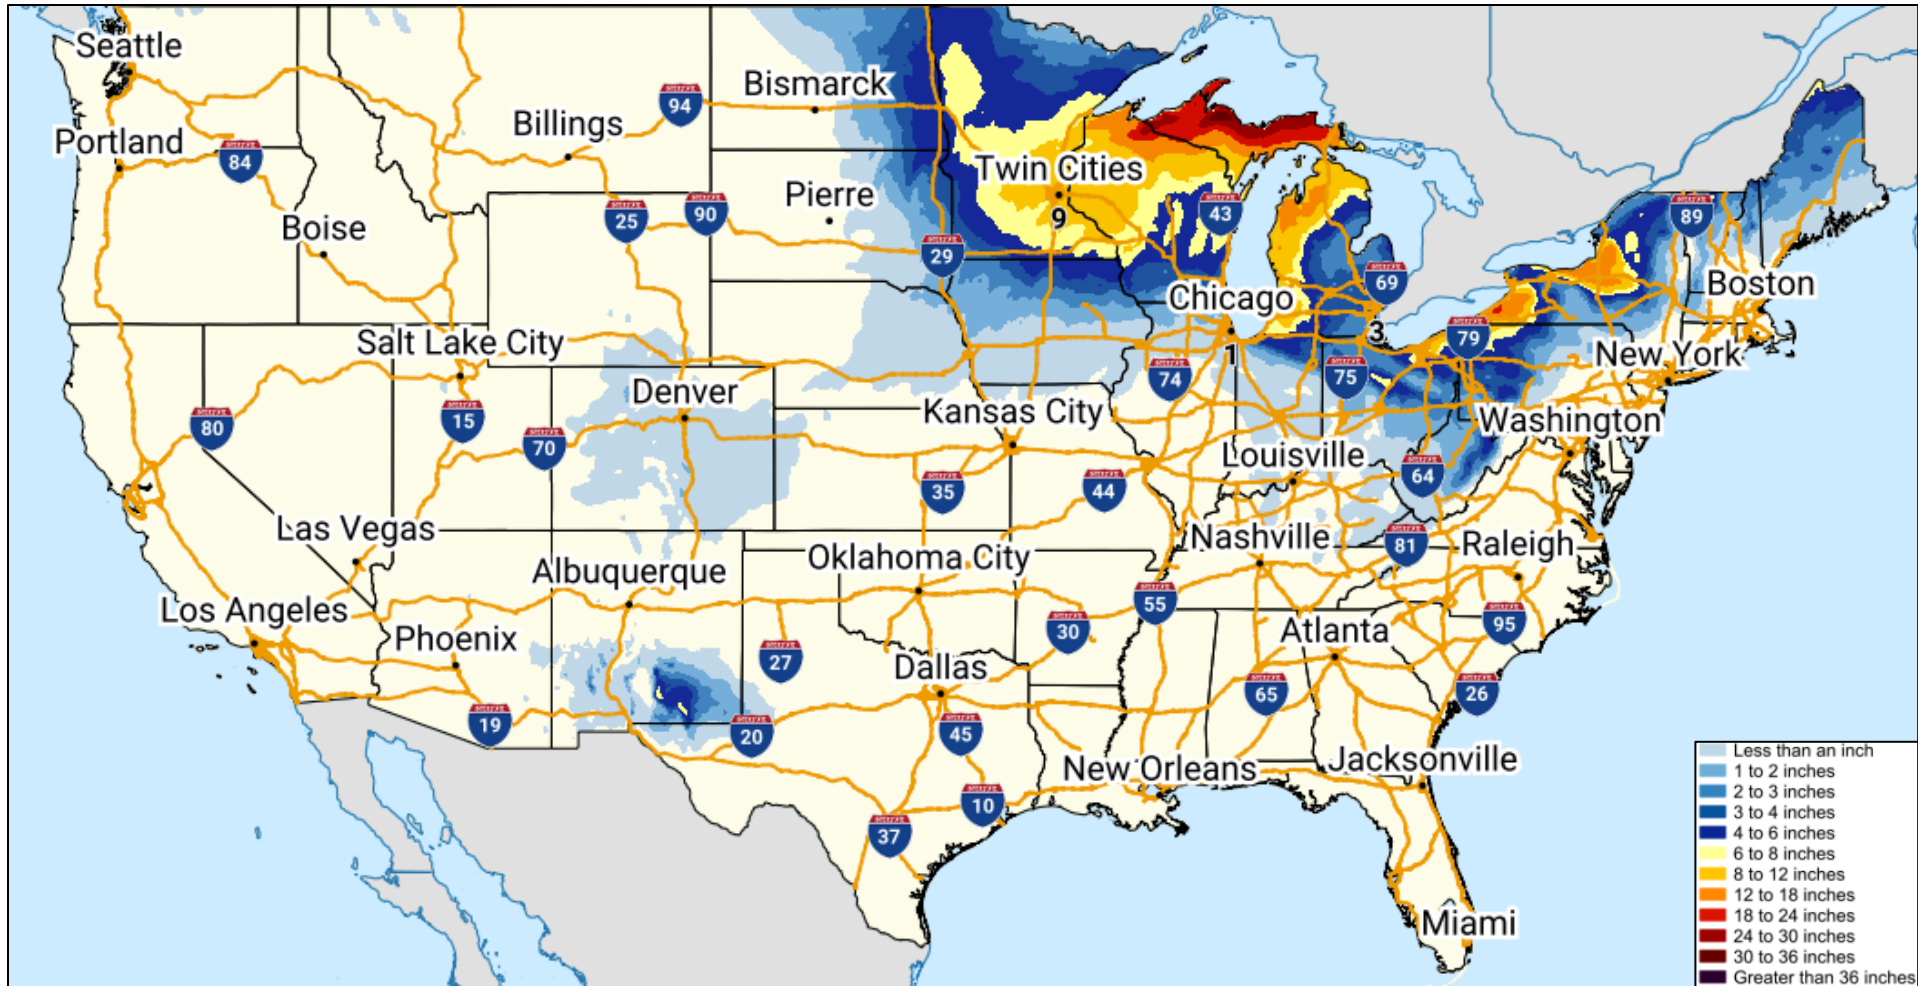 Seattle
Portland
84
Boise
Billings
94
Bismarck
25
90
Pierre
29
Twin Cities
9
43
Chicago
1
69
3
79
89
Boston
New York
Salt Lake City
15
80
70
Denver
Kansas City
74
75
Washington
Louisville
64
35
44
Las Vegas
Albuquerque
Oklahoma City
Nashville
81
Raleigh
Los Angeles
Phoenix
19
27
20
Dallas
30
55
Atlanta
95
65
26
45
New Orleans
Jacksonville
10
37
Miami
Less than an inch
1 to 2 inches
2 to 3 inches
3 to 4 inches
4 to 6 inches
6 to 8 inches
8 to 12 inches
12 to 18 inches
18 to 24 inches
24 to 30 inches
30 to 36 inches
Greater than 36 inches